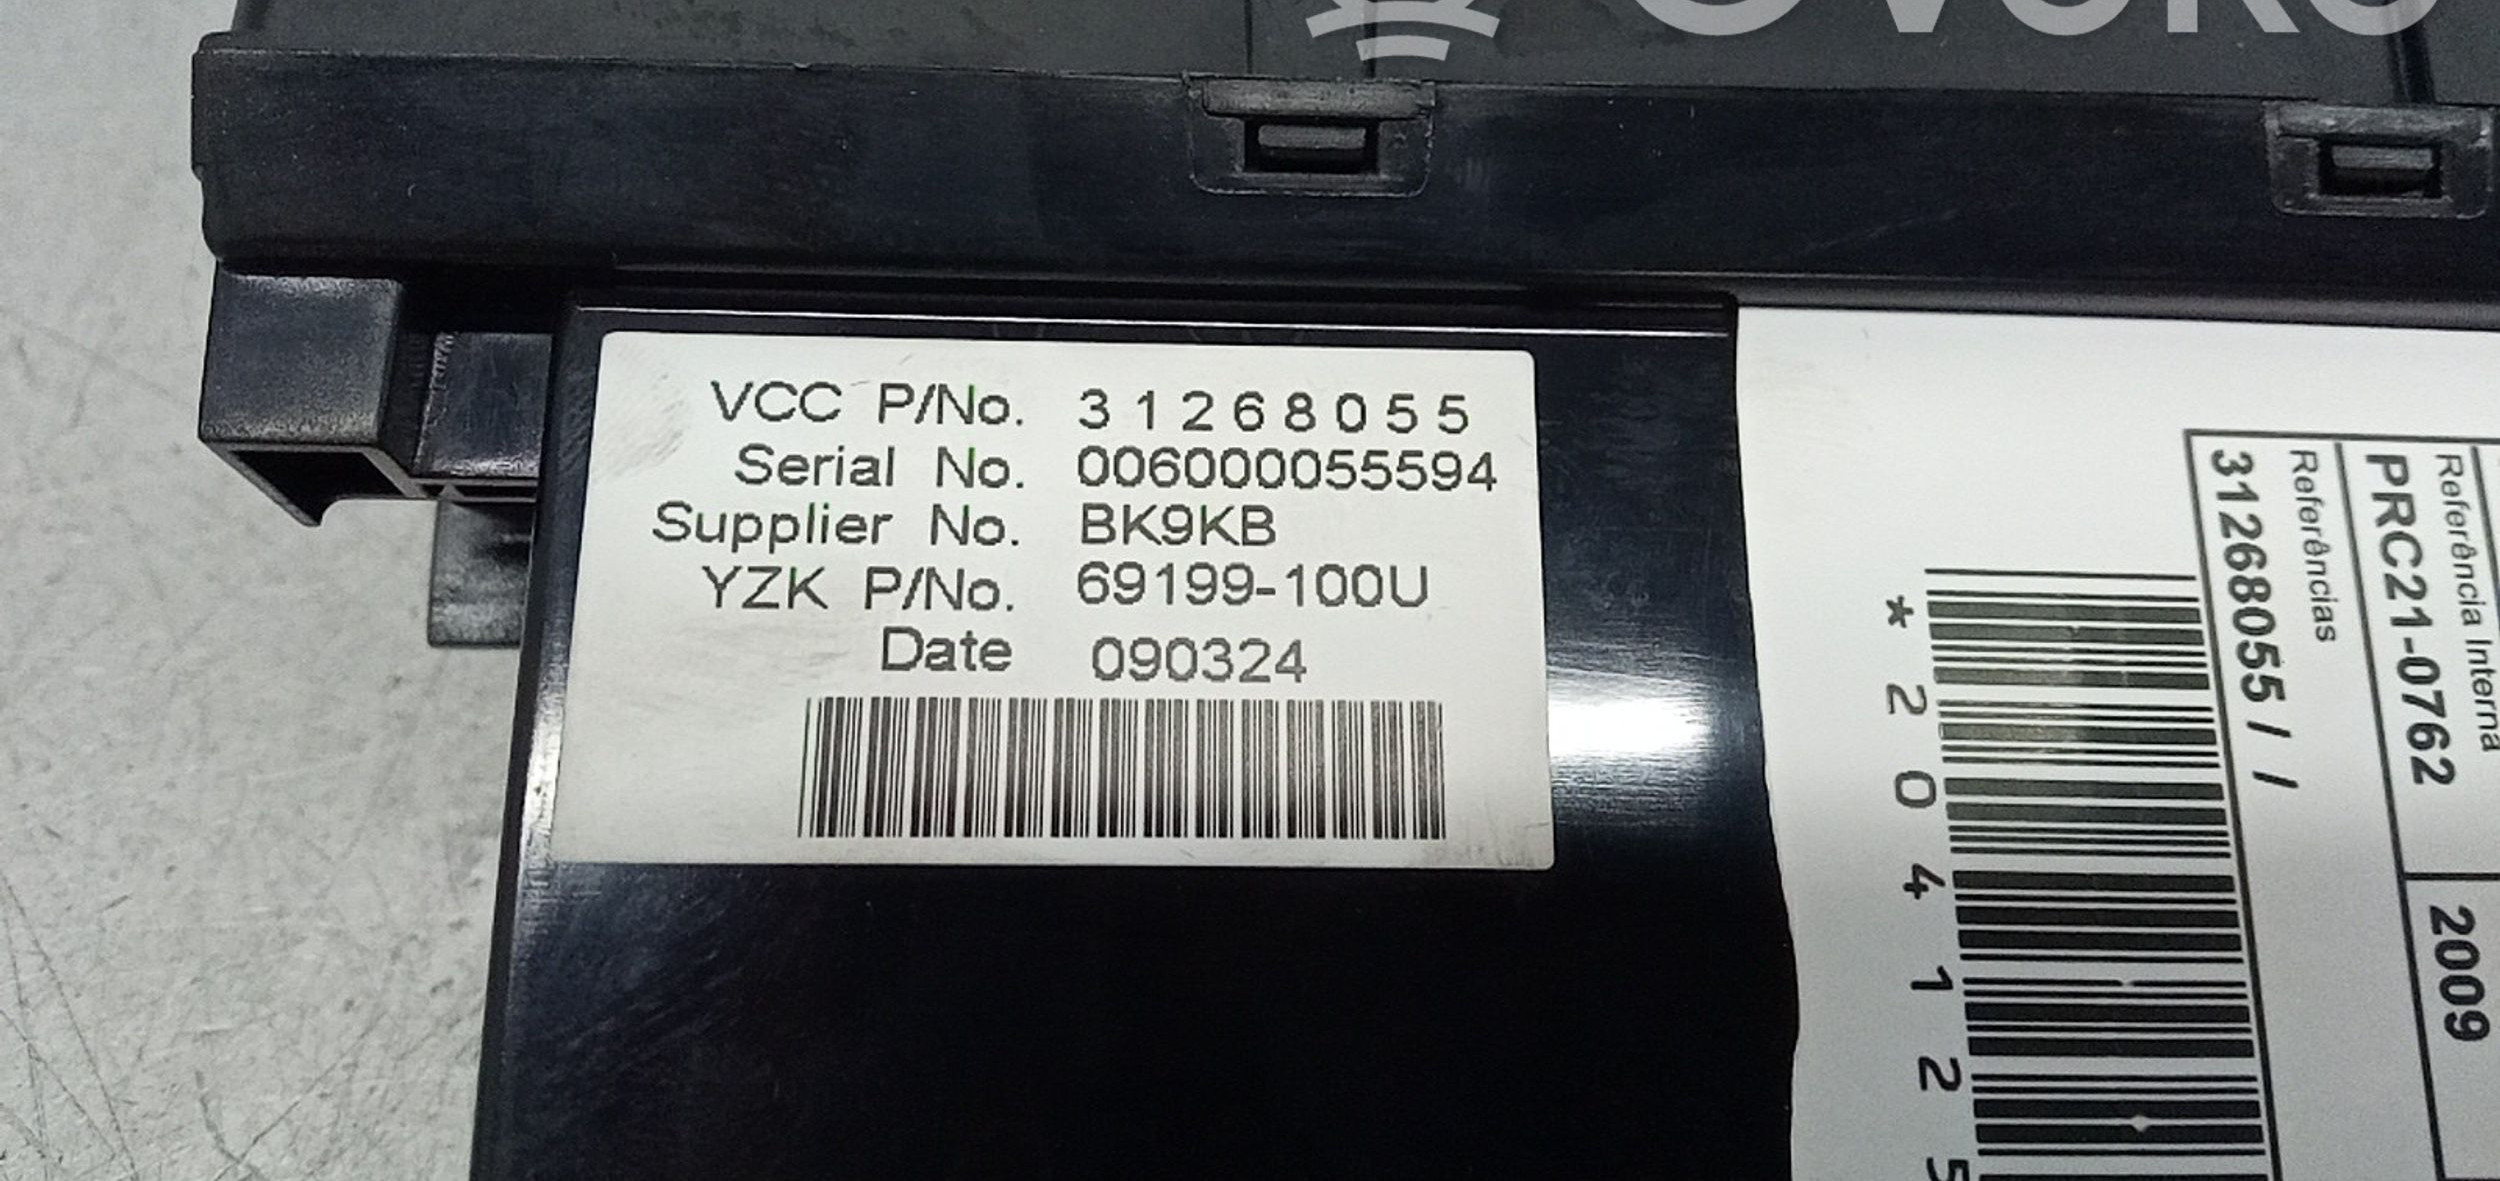 VCC P/No. 31268055
Serial No. 006000055594
Supplier No. BK9KB
YZK P/No. 69199-100U
Date 090324
Referência Interna
PRC21-0762
2009
Referências
31268055 / /
*204125